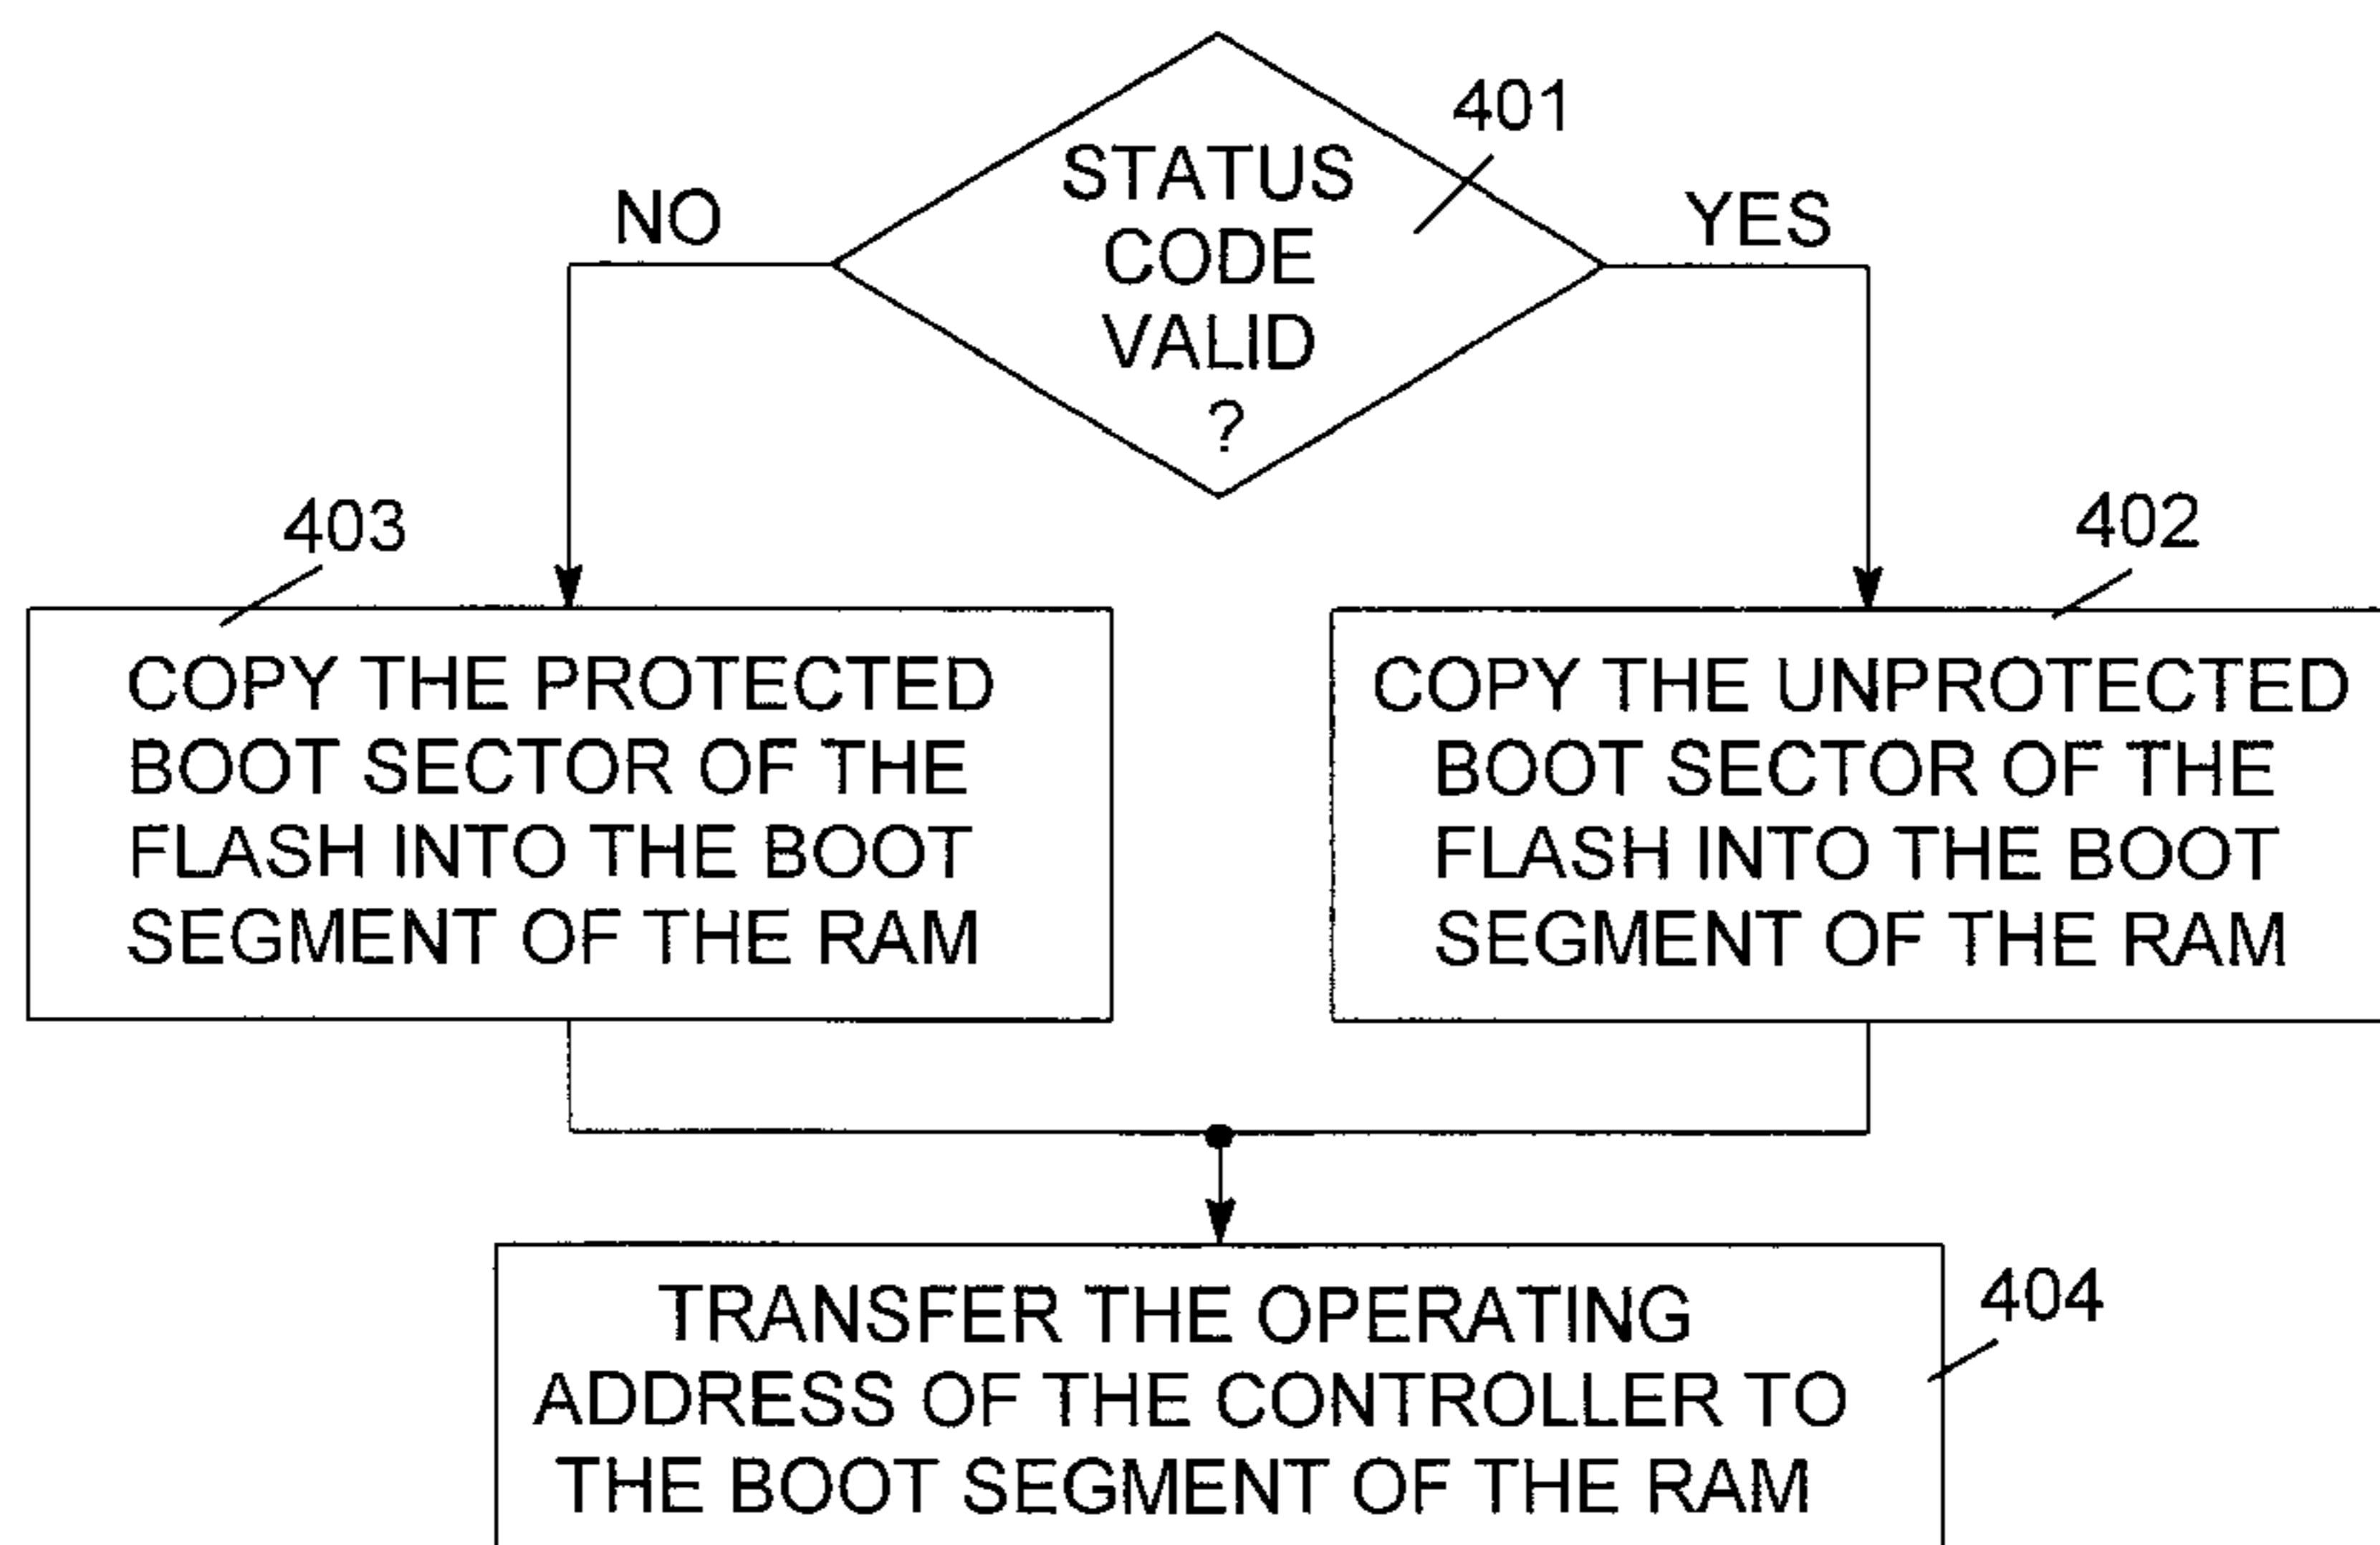 401
STATUS
CODE
VALID
?
NO
YES
403
402
COPY THE PROTECTED
BOOT SECTOR OF THE
FLASH INTO THE BOOT
SEGMENT OF THE RAM
COPY THE UNPROTECTED
BOOT SECTOR OF THE
FLASH INTO THE BOOT
SEGMENT OF THE RAM
404
TRANSFER THE OPERATING
ADDRESS OF THE CONTROLLER TO
THE BOOT SEGMENT OF THE RAM